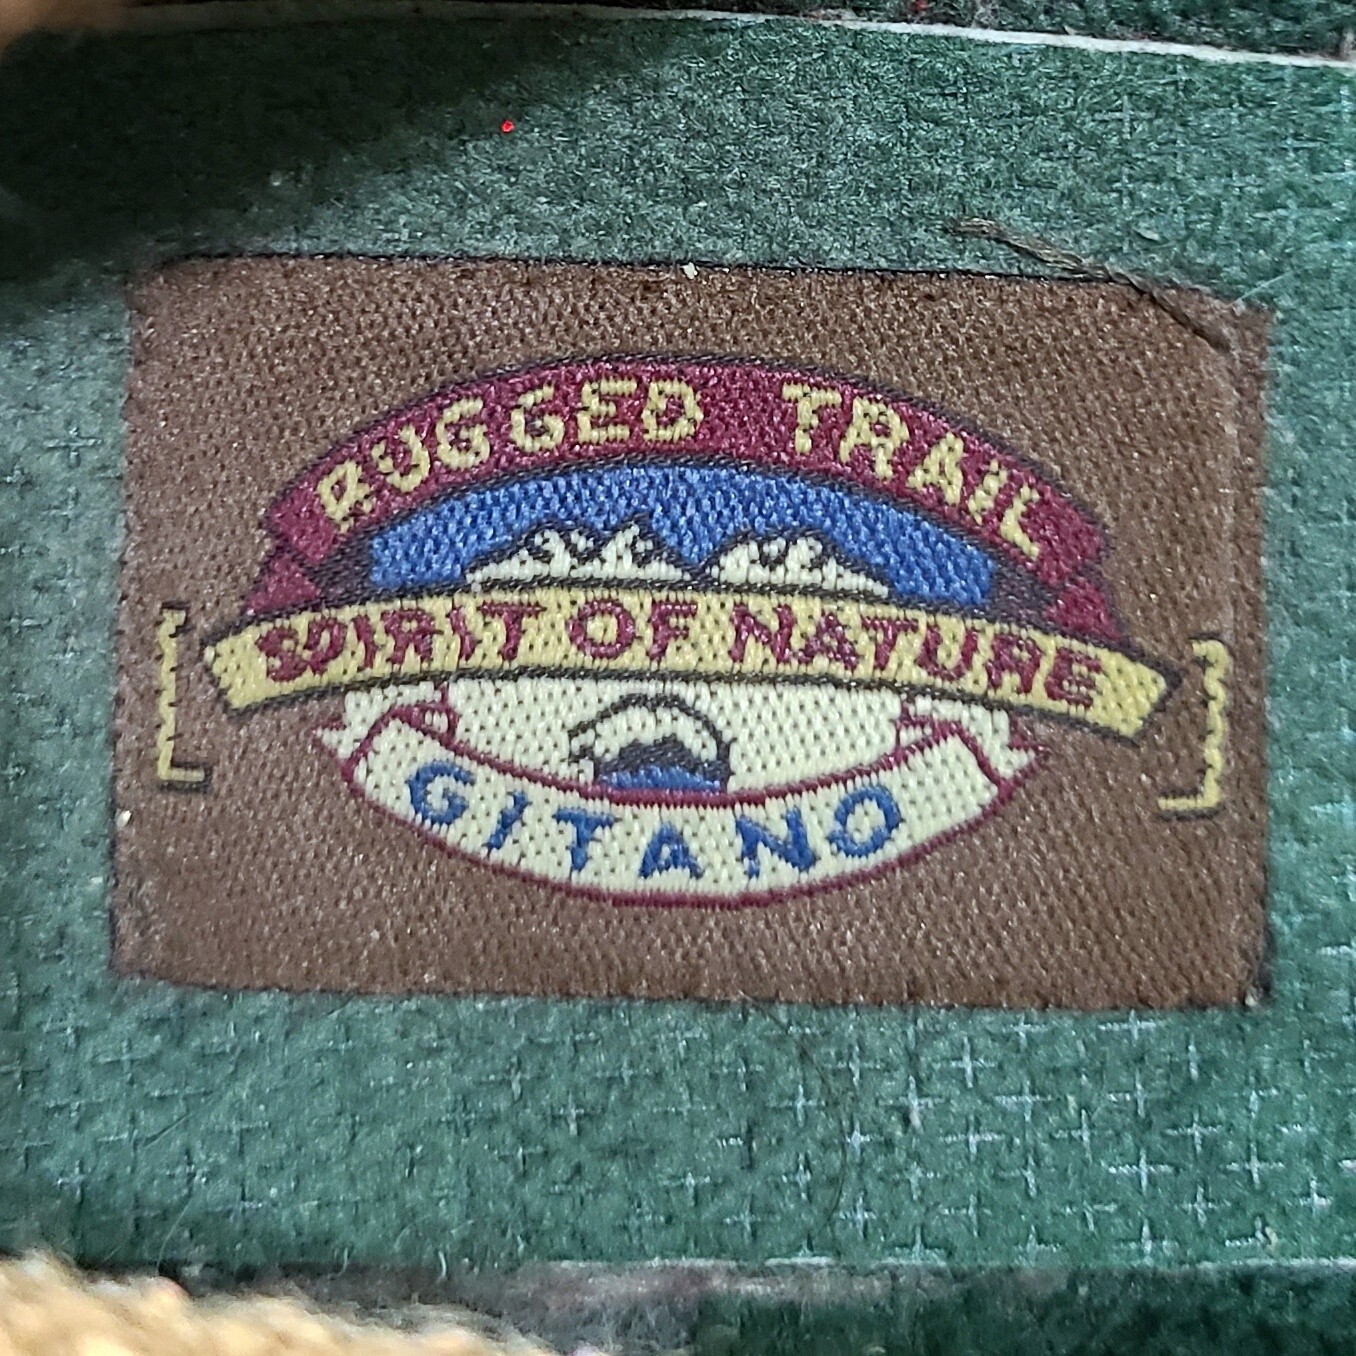 RUGGED TRAIL
SPIRIT OF NATURE
GITANO